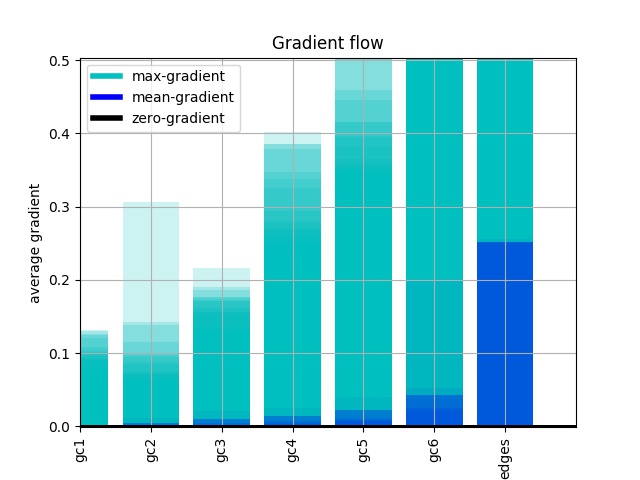 Gradient flow
max-gradient
mean-gradient
zero-gradient
average gradient
0.5
0.4
0.3
0.2
0.1
0.0
gc1
gc2
gc3
gc4
gc5
gc6
edges